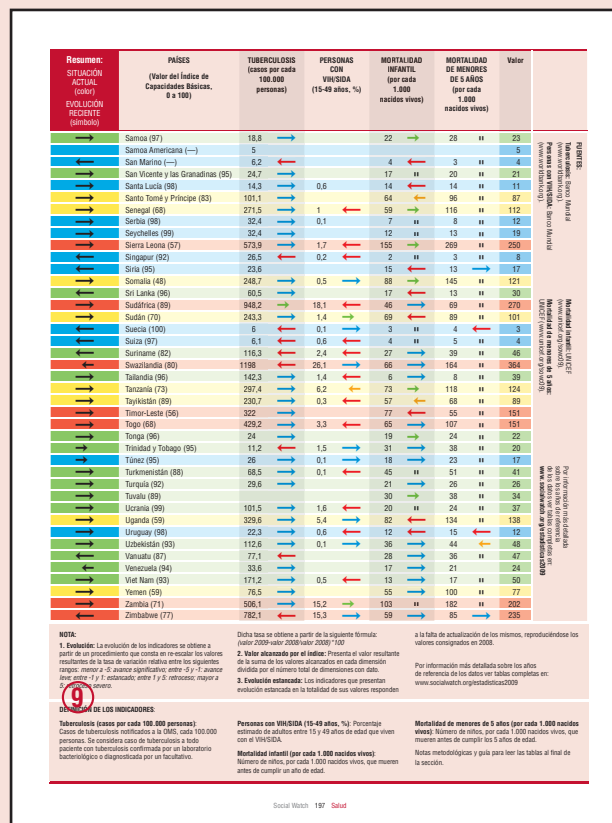 Resumen:
SITUACIÓN
ACTUAL
(color)
EVOLUCIÓN
RECIENTE
(símbolo)
PAÍSES
(Valor del Índice de
Capacidades Básicas,
0 a 100)
TUBERCULOSIS
(casos por cada
100.000
personas)
PERSONAS
CON
VIH/SIDA
(15-49 años, %)
MORTALIDAD
INFANTIL
(por cada
1.000
nacidos vivos)
MORTALIDAD
DE MENORES
DE 5 AÑOS
(por cada
1.000
nacidos vivos)
Valor
Samoa (97) 18,8 22 28 23
Samoa Americana (—) 5 5
San Marino (—) 6,2 4 3 4
San Vicente y las Granadinas (95) 24,7 17 20 21
Santa Lucía (98) 14,3 0,6 14 14 11
Santo Tomé y Príncipe (83) 101,1 64 96 87
Senegal (68) 271,5 1 59 116 112
Serbia (98) 32,4 0,1 7 8 12
Seychelles (99) 32,4 12 13 19
Sierra Leona (57) 573,9 1,7 155 269 250
Singapur (92) 26,5 0,2 2 3 8
Siria (95) 23,6 15 13 17
Somalia (48) 248,7 0,5 88 145 121
Sri Lanka (96) 60,5 17 13 30
Sudáfrica (89) 948,2 18,1 46 69 270
Sudán (70) 243,3 1,4 69 89 101
Suecia (100) 6 0,1 3 4 3
Suiza (97) 6,1 0,6 4 5 4
Suriname (82) 116,3 2,4 27 39 46
Swazilandia (80) 1198 26,1 66 164 364
Tailandia (96) 142,3 1,4 6 8 39
Tanzanía (73) 297,4 6,2 73 118 124
Tayikistán (89) 230,7 0,3 57 68 89
Timor-Leste (56) 322 77 55 151
Togo (68) 429,2 3,3 65 107 151
Tonga (96) 24 19 24 22
Trinidad y Tobago (95) 11,2 1,5 31 38 20
Túnez (95) 26 0,1 18 23 17
Turkmenistán (88) 68,5 0,1 45 51 41
Turquía (92) 29,6 21 26 26
Tuvalu (89) 30 38 34
Ucrania (99) 101,5 1,6 20 24 37
Uganda (59) 329,6 5,4 82 134 138
Uruguay (98) 22,3 0,6 12 15 12
Uzbekistán (93) 112,6 0,1 36 44 48
Vanuatu (87) 77,1 28 36 47
Venezuela (94) 33,6 17 21 24
Viet Nam (93) 171,2 0,5 13 17 50
Yemen (59) 76,5 55 100 77
Zambia (71) 506,1 15,2 103 182 202
Zimbabwe (77) 782,1 15,3 59 85 235
FUENTES:
Tuberculosis: Banco Mundial
(www.worldbank.org).
Personas con VIH/SIDA: Banco Mundial
(www.worldbank.org).
Mortalidad infantil: UNICEF
(www.unicef.org/sowc09).
Mortalidad de menores de 5 años:
UNICEF (www.unicef.org/sowc09).
Por información más detallada
sobre los años de referencia
de los datos ver tablas completas en:
www.socialwatch.org/estadisticas2009
NOTA:
1. Evolución: La evolución de los indicadores se obtiene a
partir de un procedimiento que consta en re-escalar los valores
resultantes de la tasa de variación relativa entre los siguientes
rangos: menor a -5: avance significativo; entre -5 y -1: avance
leve; entre -1 y 1: estancado; entre 1 y 5: retroceso; mayor a
5: retroceso severo.
Dicha tasa se obtiene a partir de la siguiente fórmula:
(valor 2009-valor 2008/valor 2008) *100
2. Valor alcanzado por el índice: Presenta el valor resultante
de la suma de los valores alcanzados en cada dimensión
dividida por el número total de dimensiones con dato.
3. Evolución estancada: Los indicadores que presentan
evolución estancada en la totalidad de sus valores responden
a la falta de actualización de los mismos, reproduciéndose los
valores consignados en 2008.
Por información más detallada sobre los años
de referencia de los datos ver tablas completas en:
www.socialwatch.org/estadisticas2009
9
DEFINICIÓN DE LOS INDICADORES:
Tuberculosis (casos por cada 100.000 personas):
Casos de tuberculosis notificados a la OMS, cada 100.000
personas. Se considera caso de tuberculosis a todo
paciente con tuberculosis confirmada por un laboratorio
bacteriológico o diagnosticada por un facultativo.
Personas con VIH/SIDA (15-49 años, %): Porcentaje
estimado de adultos entre 15 y 49 años de edad que viven
con el VIH/SIDA.
Mortalidad infantil (por cada 1.000 nacidos vivos):
Número de niños, por cada 1.000 nacidos vivos, que mueren
antes de cumplir un año de edad.
Mortalidad de menores de 5 años (por cada 1.000 nacidos
vivos): Número de niños, por cada 1.000 nacidos vivos, que
mueren antes de cumplir los 5 años de edad.
Notas metodológicas y guía para leer las tablas al final de
la sección.
Social Watch 197 Salud